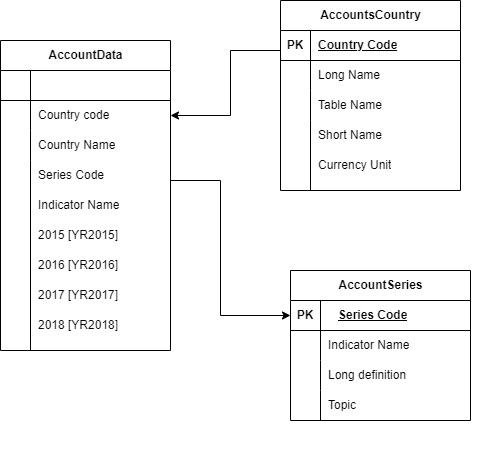 AccountsCountry
PK Country Code
Long Name
Table Name
Short Name
Currency Unit
AccountData
Country code
Country Name
Series Code
Indicator Name
2015 [YR2015]
2016 [YR2016]
2017 [YR2017]
2018 [YR2018]
AccountSeries
PK Series Code
Indicator Name
Long definition
Topic